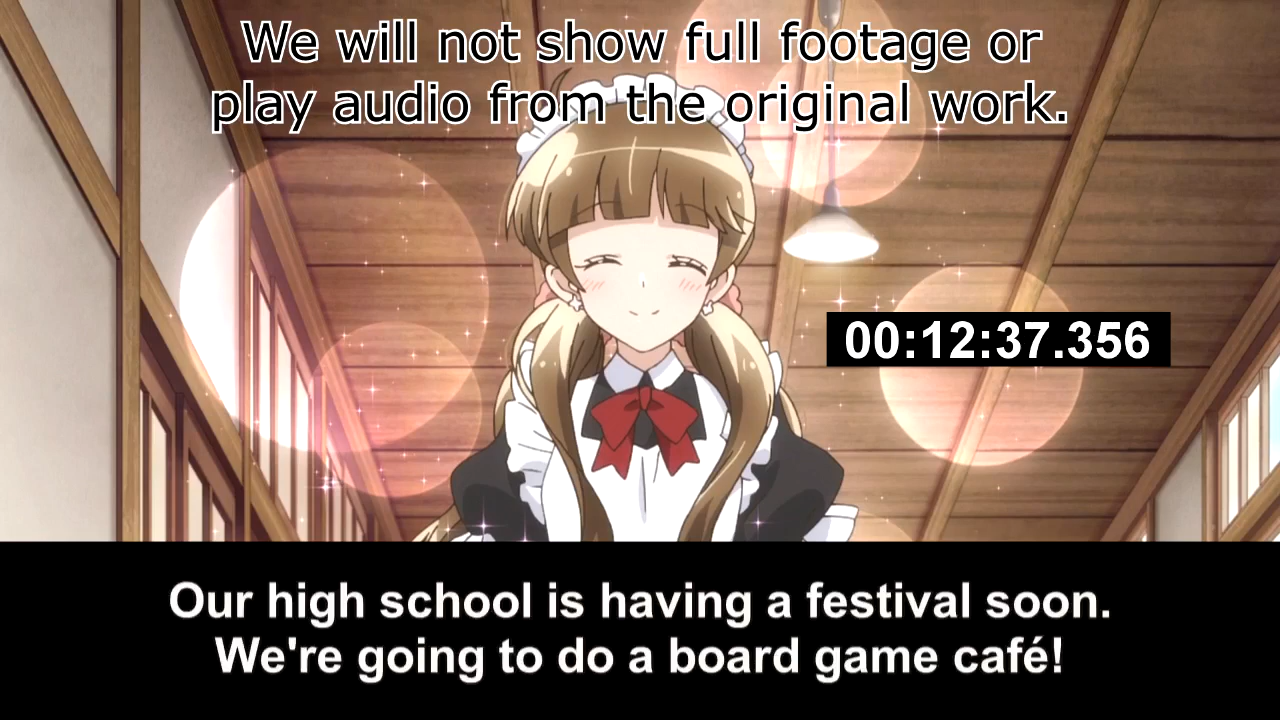 We will not show full footage or
play audio from the original work.
00:12:37.356
Our high school is having a festival soon.
We're going to do a board game café!